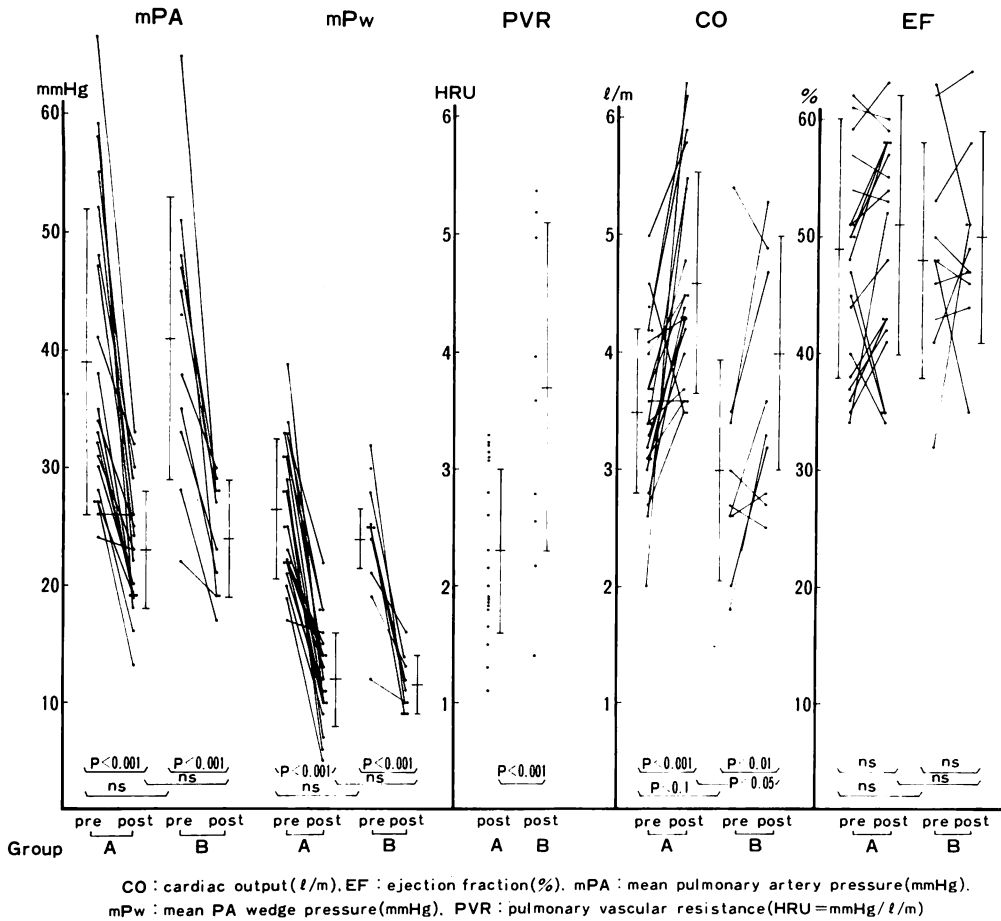 mPA mPw PVR CO EF
mmHg HRU ℓ/m %
60 6 6 60
50 5 5 50
40 4 4 40
30 3 3 30
20 2 2 20
10 1 1 10
P<0.001 P<0.001 P<0.001 P<0.001 P<0.001 P<0.001 P<0.01 ns ns
ns ns ns ns P<0.1 P<0.05 ns ns
pre post pre post pre post pre post post post pre post pre post pre post pre post
Group A B A B A B A B A B
CO : cardiac output(ℓ/m), EF : ejection fraction(%). mPA : mean pulmonary artery pressure(mmHg).
mPw : mean PA wedge pressure(mmHg). PVR : pulmonary vascular resistance(HRU=mmHg/ℓ/m)